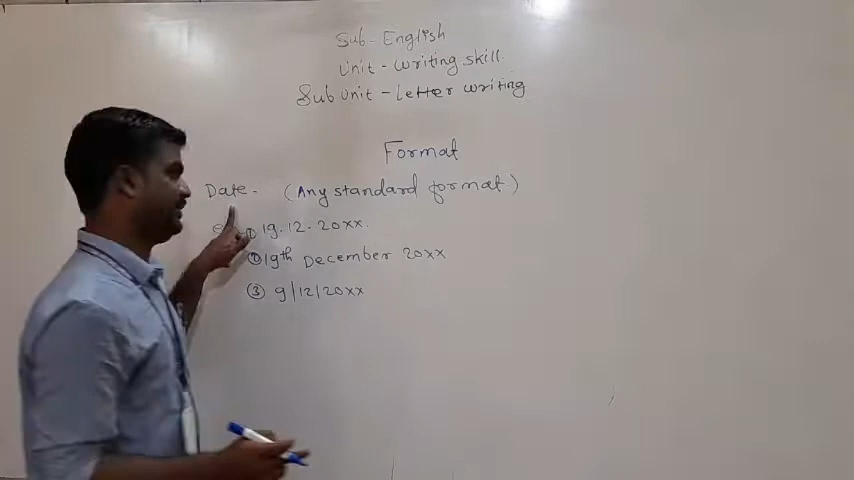 Sub - English
Unit - Writing skill.
Sub Unit - Letter writing
Format
Date - (Any standard format)
① 19.12.20xx.
② 19th December 20xx
③ 9/12/20xx